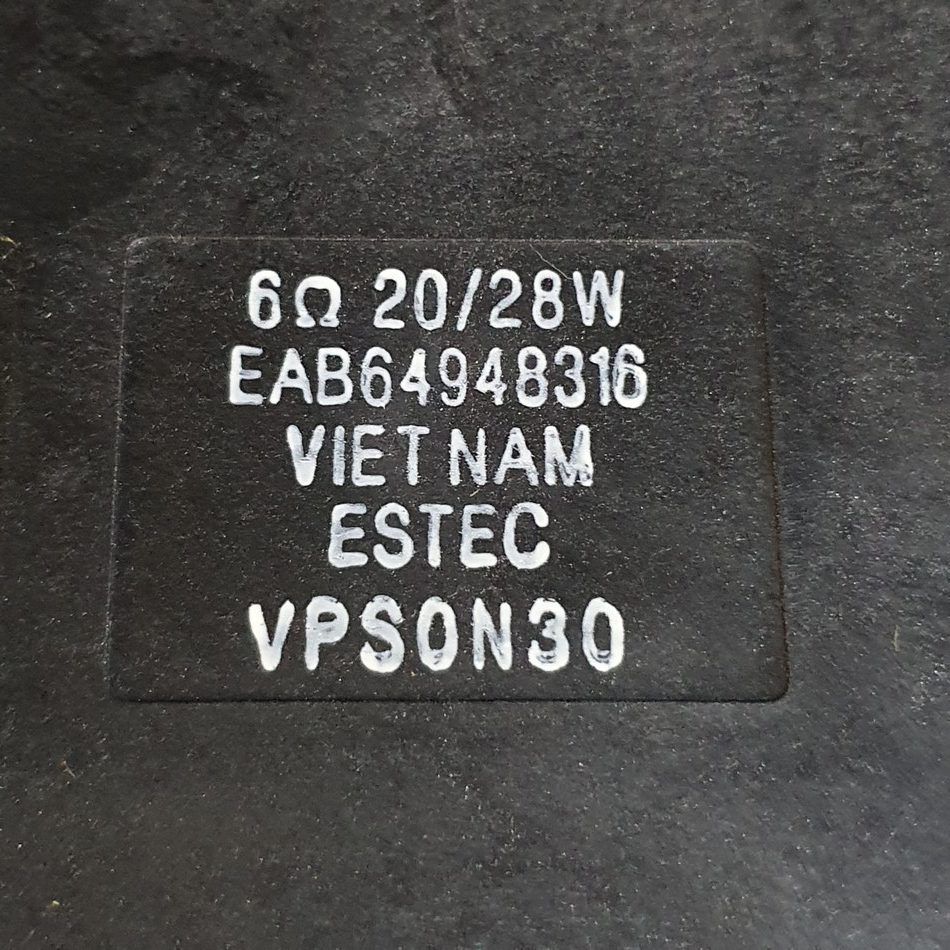 6Ω 20/28W
EAB64948316
VIET NAM
ESTEC
VPS0N30